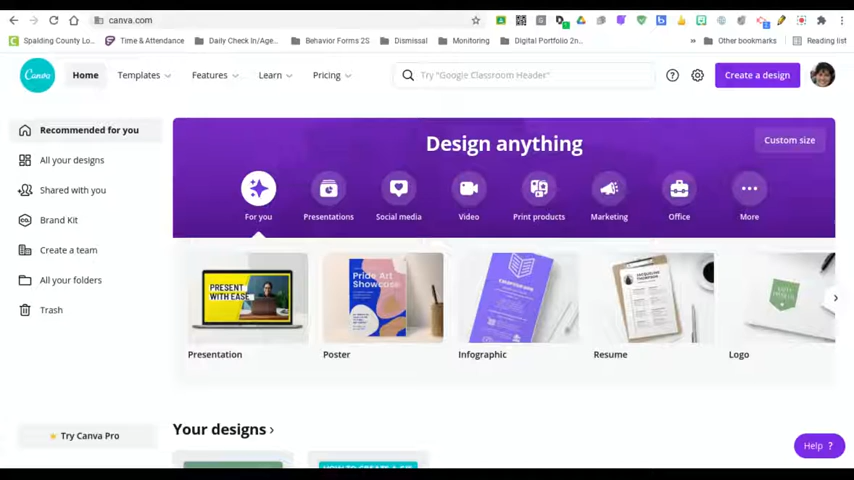 canva.com
Spalding County Lo...
Time & Attendance
Daily Check In/Age...
Behavior Forms 2S
Dismissal
Monitoring
Digital Portfolio 2n...
»
Other bookmarks
Reading list
Canva
Home
Templates
Features
Learn
Pricing
Try "Google Classroom Header"
Create a design
Recommended for you
All your designs
Shared with you
Brand Kit
Create a team
All your folders
Trash
Try Canva Pro
Design anything
Custom size
For you
Presentations
Social media
Video
Print products
Marketing
Office
More
PRESENT
WITH EASE
Pride Art
Showcase
Presentation
Poster
Infographic
Resume
Logo
Your designs ›
HOW TO CREATE A
Help ?